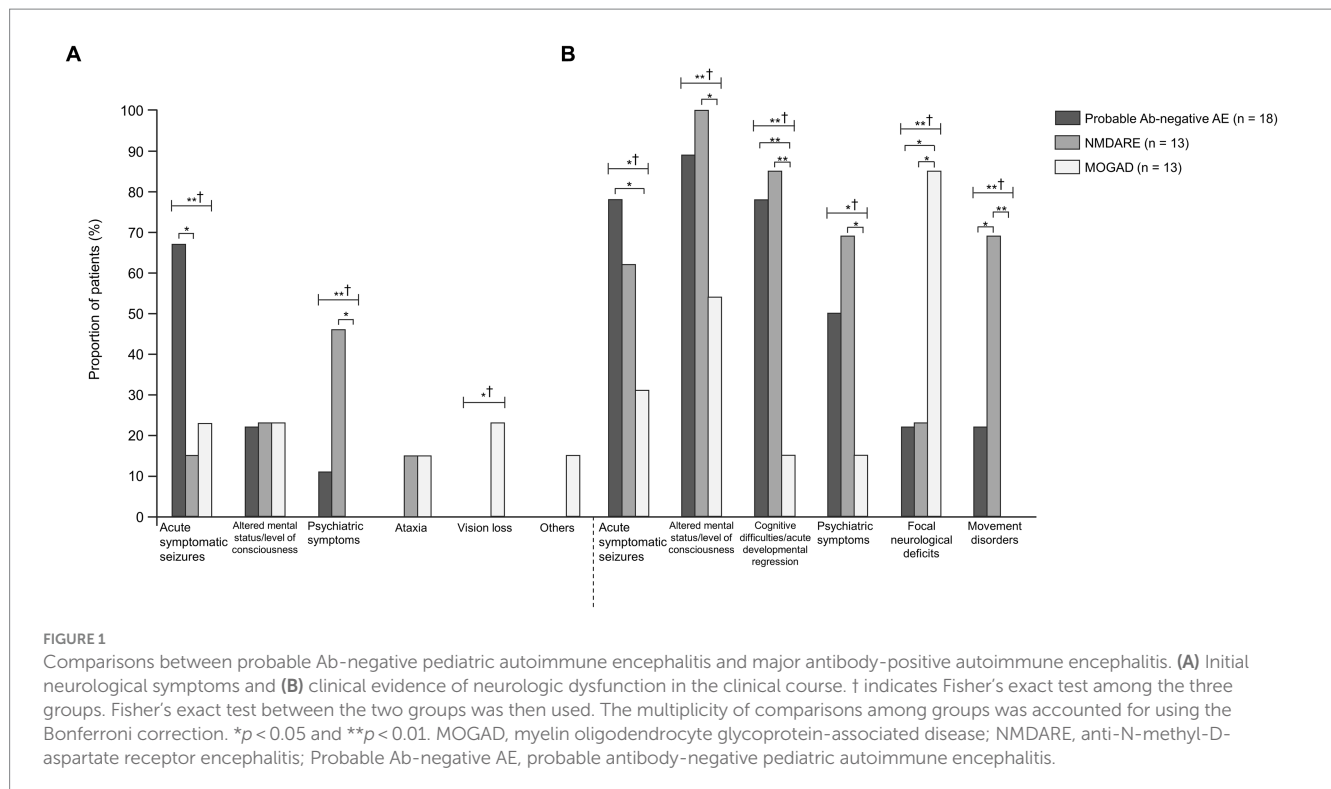 A
B
**†
*
**†
*
*†
*†
*
**†
*
**†
**
**
*†
*
**†
*
*
**†
**
*
Proportion of patients (%)
100
90
80
70
60
50
40
30
20
10
0
Probable Ab-negative AE (n = 18)
NMDARE (n = 13)
MOGAD (n = 13)
Acute
symptomatic
seizures
Altered mental
status/level of
consciousness
Psychiatric
symptoms
Ataxia
Vision loss
Others
Acute
symptomatic
seizures
Altered mental
status/level of
consciousness
Cognitive
difficulties/acute
developmental
regression
Psychiatric
symptoms
Focal
neurological
deficits
Movement
disorders
FIGURE 1
Comparisons between probable Ab-negative pediatric autoimmune encephalitis and major antibody-positive autoimmune encephalitis. (A) Initial
neurological symptoms and (B) clinical evidence of neurologic dysfunction in the clinical course. † indicates Fisher's exact test among the three
groups. Fisher's exact test between the two groups was then used. The multiplicity of comparisons among groups was accounted for using the
Bonferroni correction. *p < 0.05 and **p < 0.01. MOGAD, myelin oligodendrocyte glycoprotein-associated disease; NMDARE, anti-N-methyl-D-
aspartate receptor encephalitis; Probable Ab-negative AE, probable antibody-negative pediatric autoimmune encephalitis.